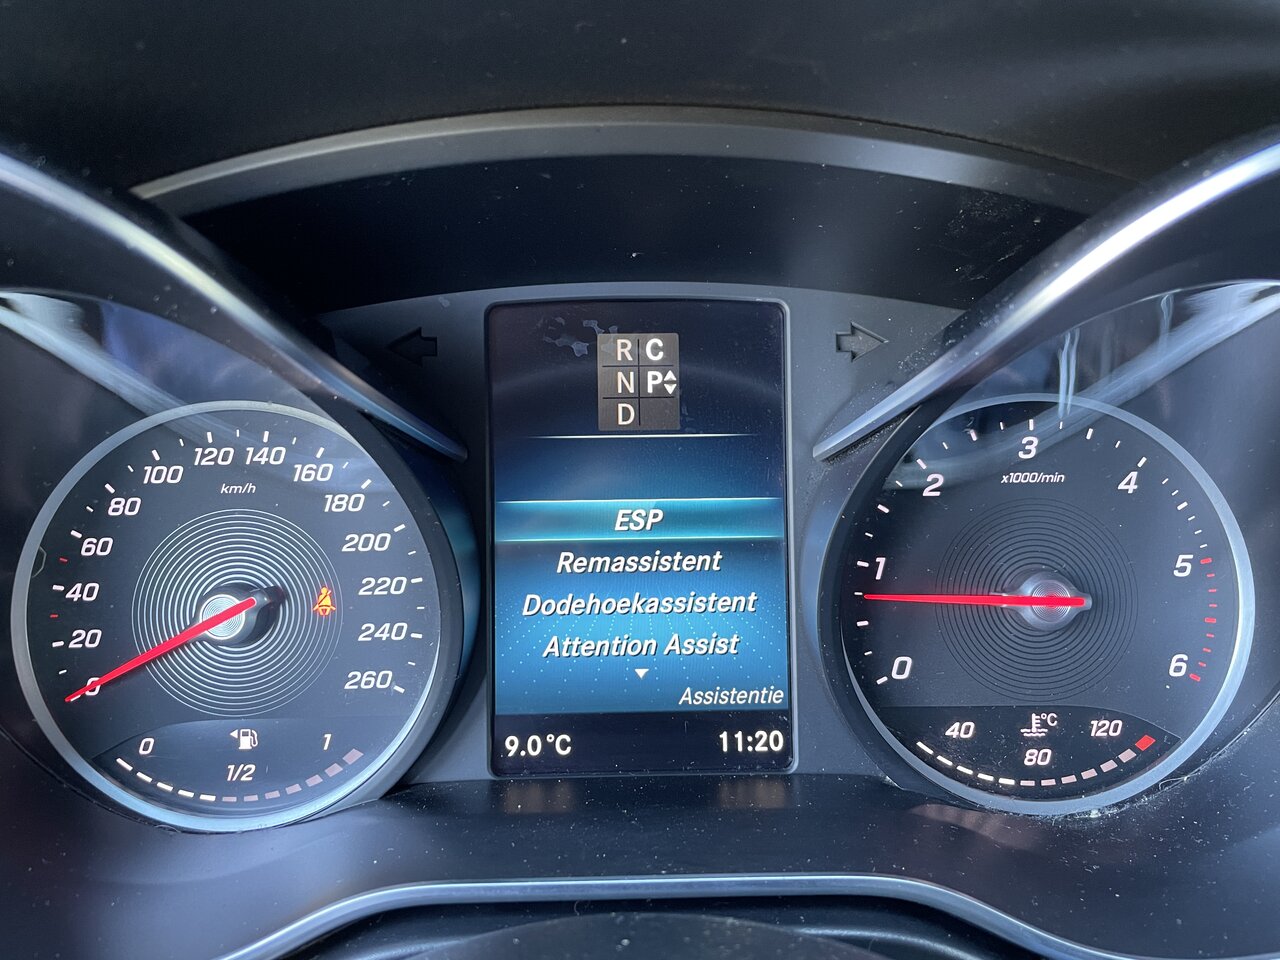 R C
N P
D
ESP
Remassistent
Dodehoekassistent
Attention Assist
Assistentie
9.0°C 11:20
0 20 40 60 80 100 120 140 160 180 200 220 240 260
km/h
0 1/2 1
0 1 2 3 4 5 6
x1000/min
40 80 120
°C